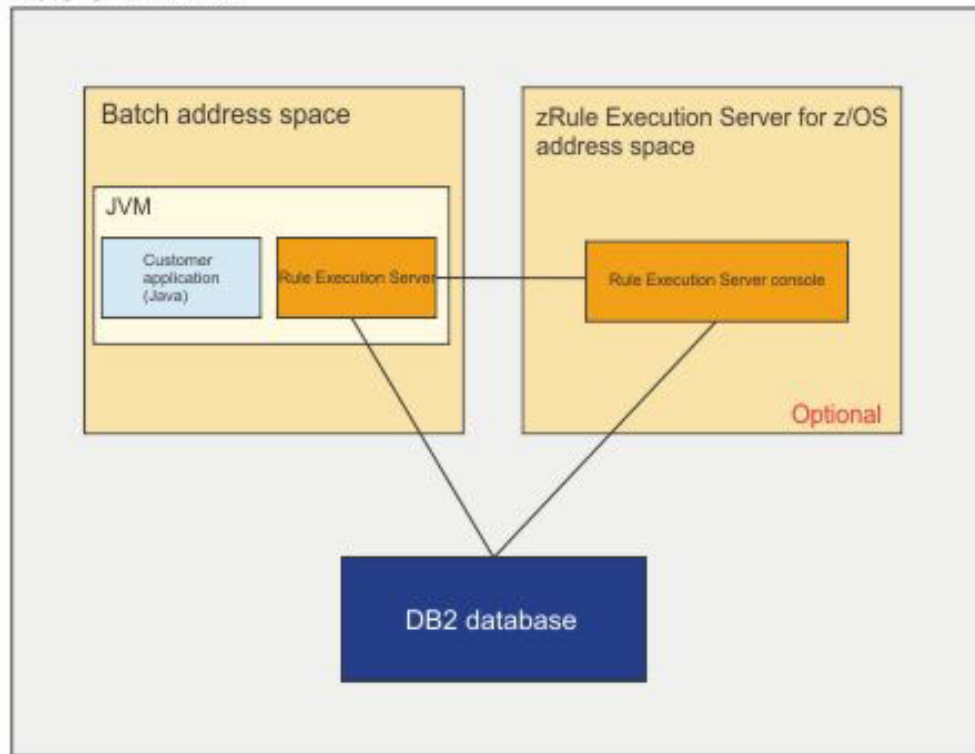 Batch address space
zRule Execution Server for z/OS
address space
JVM
Customer
application
(Java)
Rule Execution Server
Rule Execution Server console
Optional
DB2 database